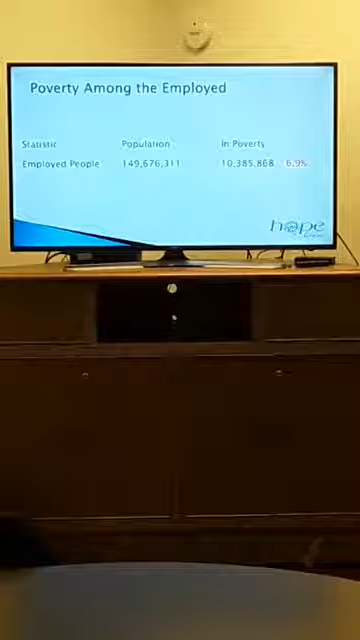 Poverty Among the Employed
Statistic Population In Poverty
Employed People 149,676,311 10,385,868 6.9%
hope